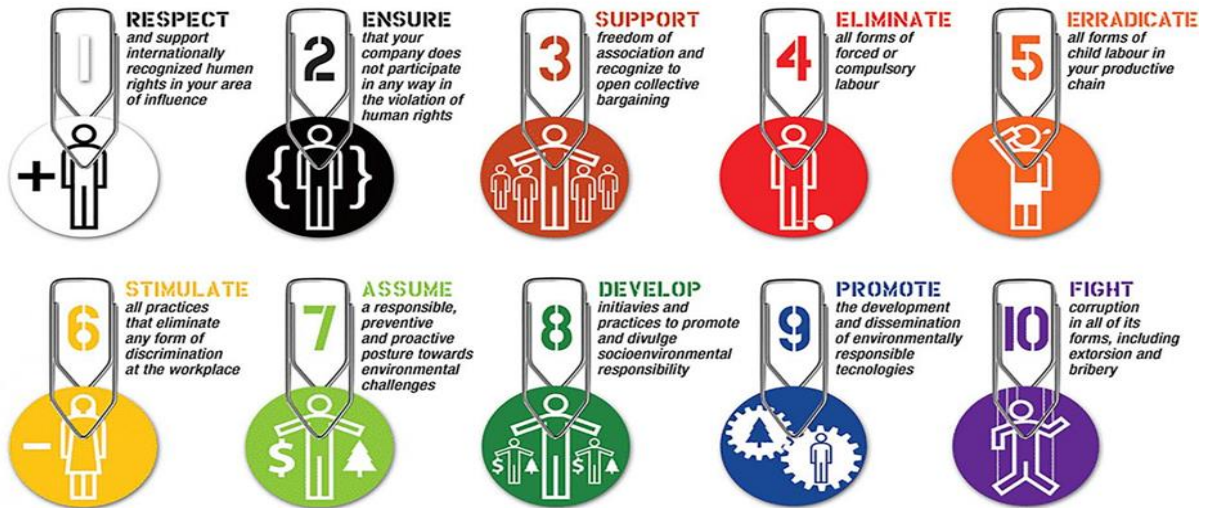 1
RESPECT
and support
internationally
recognized human
rights in your area
of influence
2
ENSURE
that your
company does
not participate
in any way in
the violation of
human rights
3
SUPPORT
freedom of
association and
recognize to
open collective
bargaining
4
ELIMINATE
all forms of
forced or
compulsory
labour
5
ERRADICATE
all forms of
child labour in
your productive
chain
6
STIMULATE
all practices
that eliminate
any form of
discrimination
at the workplace
7
ASSUME
a responsible,
preventive
and proactive
posture towards
environmental
challenges
8
DEVELOP
initiavies and
practices to promote
and divulge
socioenvironmental
responsibility
9
PROMOTE
the development
and dissemination
of environmentally
responsible
tecnologies
10
FIGHT
corruption
in all of its
forms, including
extorsion and
bribery